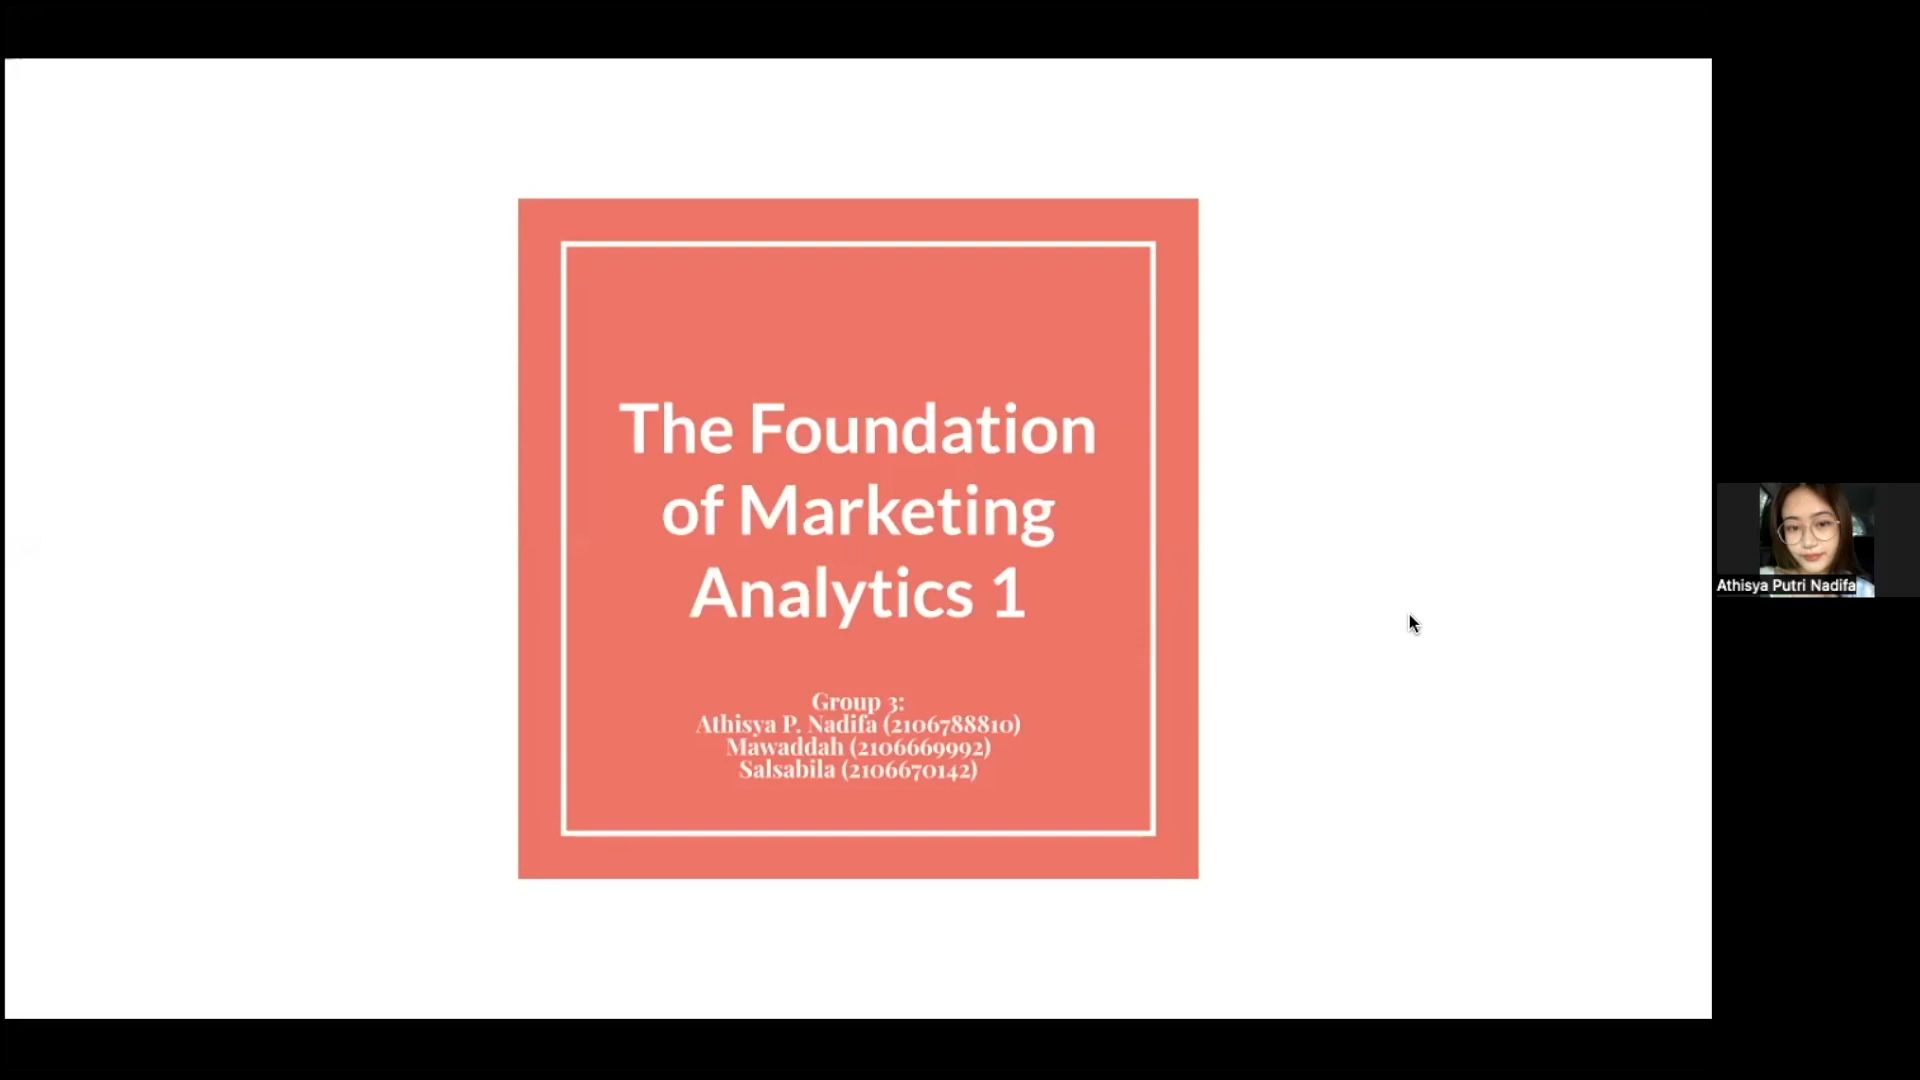 The Foundation
of Marketing
Analytics 1
Group 3:
Athisya P. Nadifa (2106788810)
Mawaddah (2106669992)
Salsabila (2106670142)
Athisya Putri Nadifa